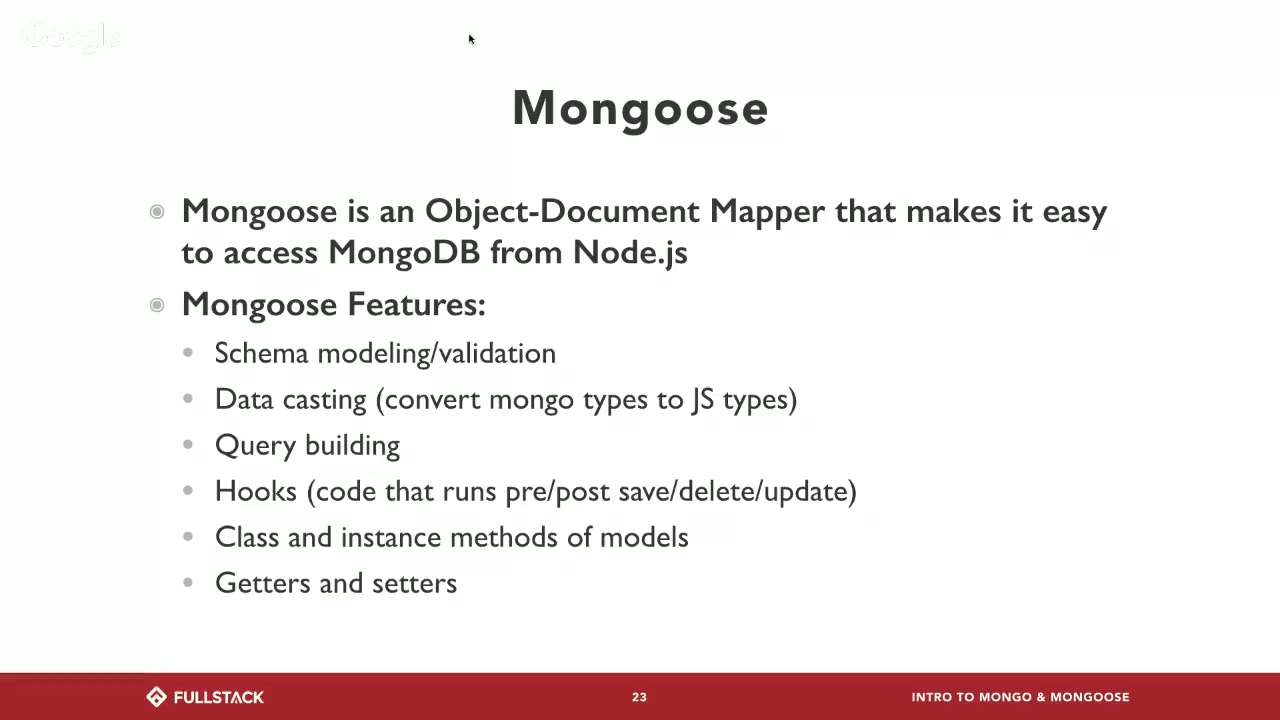 Google
Mongoose
Mongoose is an Object-Document Mapper that makes it easy
to access MongoDB from Node.js
Mongoose Features:
Schema modeling/validation
Data casting (convert mongo types to JS types)
Query building
Hooks (code that runs pre/post save/delete/update)
Class and instance methods of models
Getters and setters
FULLSTACK
23
INTRO TO MONGO & MONGOOSE